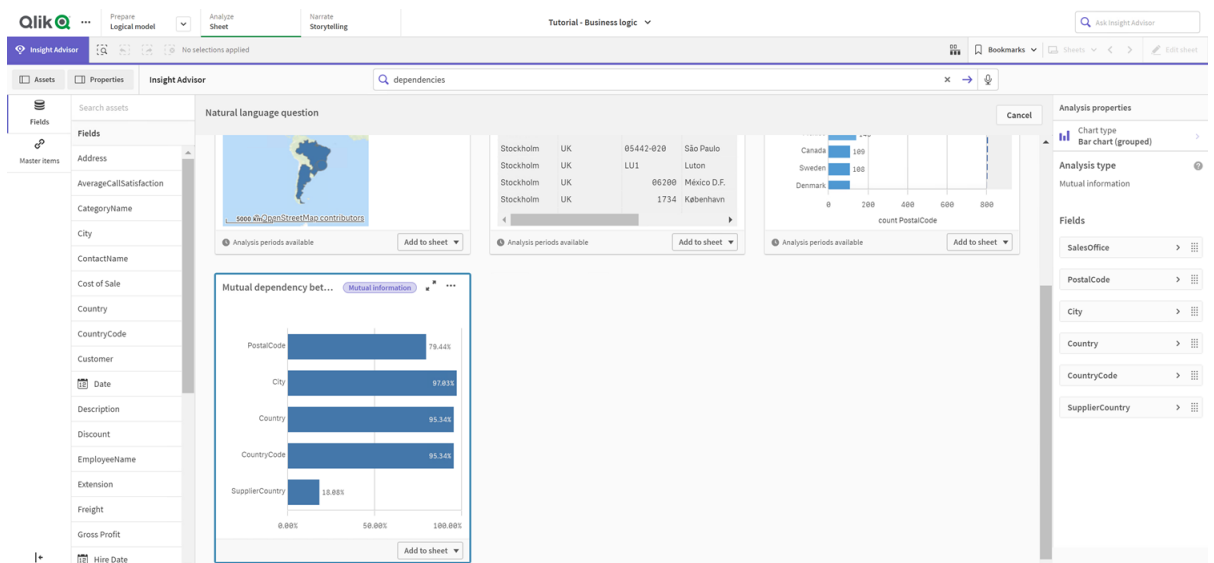 Qlik
...
Prepare
Logical model
Analyze
Sheet
Narrate
Storytelling
Tutorial - Business logic
Ask Insight Advisor
Insight Advisor
No selections applied
Bookmarks
Sheets
Edit sheet
Assets
Properties
Insight Advisor
dependencies
Fields
Master items
Search assets
Fields
Address
AverageCallSatisfaction
CategoryName
City
ContactName
Cost of Sale
Country
CountryCode
Customer
Date
Description
Discount
EmployeeName
Extension
Freight
Gross Profit
Hire Date
Natural language question
Cancel
5000 km
OpenStreetMap contributors
Analysis periods available
Add to sheet
Stockholm UK 05442-020 São Paulo
Stockholm UK LU1 Luton
Stockholm UK 06200 México D.F.
Stockholm UK 1734 København
Analysis periods available
Add to sheet
Canada 109
Sweden 108
Denmark
0 200 400 600 800
count PostalCode
Analysis periods available
Add to sheet
Mutual dependency bet...
Mutual information
...
PostalCode 79.44%
City 97.03%
Country 95.34%
CountryCode 95.34%
SupplierCountry 18.08%
0.00% 50.00% 100.00%
Add to sheet
Analysis properties
Chart type
Bar chart (grouped)
Analysis type
Mutual information
Fields
SalesOffice
PostalCode
City
Country
CountryCode
SupplierCountry